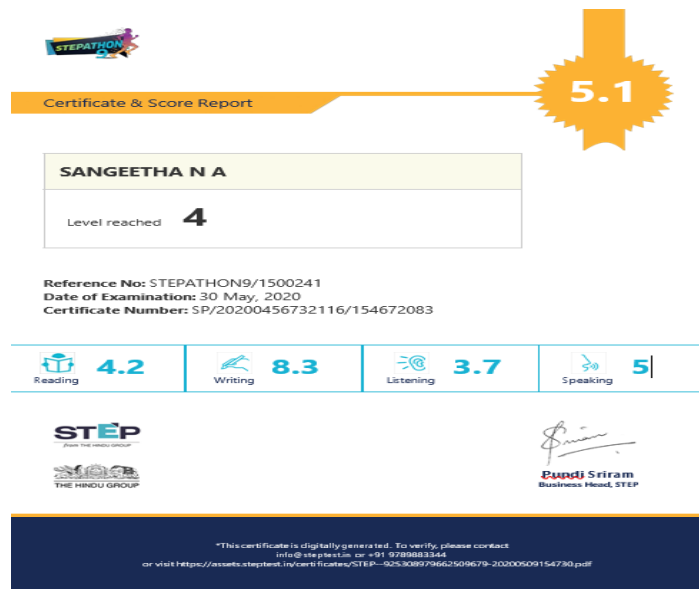 STEPATHON
9
5.1
Certificate & Score Report
SANGEETHA N A
Level reached 4
Reference No: STEPATHON9/1500241
Date of Examination: 30 May, 2020
Certificate Number: SP/20200456732116/154672083
Reading 4.2
Writing 8.3
Listening 3.7
Speaking 5
STEP
from THE HINDU GROUP
THE HINDU GROUP
Pundi Sriram
Business Head, STEP
*This certificate is digitally generated. To verify, please contact
info@steptest.in or +91 9789883344
or visit https://assets.steptest.in/certificates/STEP--925308979662509679-20200509154730.pdf